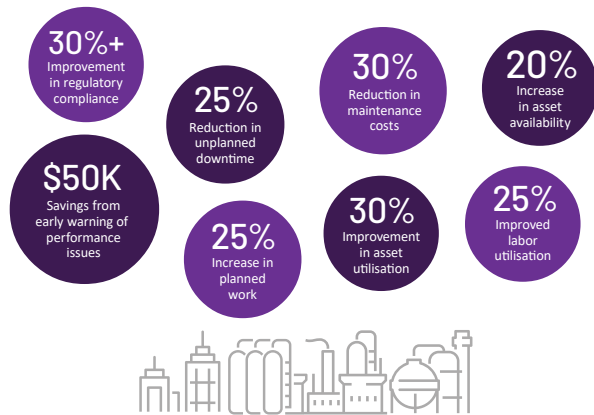 30%+
Improvement
in regulatory
compliance
25%
Reduction in
unplanned
downtime
30%
Reduction in
maintenance
costs
20%
Increase
in asset
availability
$50K
Savings from
early warning of
performance
issues
25%
Increase in
planned
work
30%
Improvement
in asset
utilisation
25%
Improved
labor
utilisation